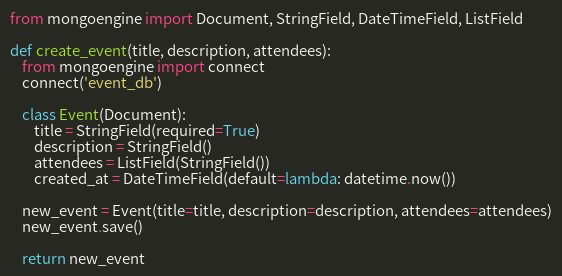 from mongoengine import Document, StringField, DateTimeField, ListField
def create_event(title, description, attendees):
from mongoengine import connect
connect('event_db')
class Event(Document):
title = StringField(required=True)
description = StringField()
attendees = ListField(StringField())
created_at = DateTimeField(default=lambda: datetime.now())
new_event = Event(title=title, description=description, attendees=attendees)
new_event.save()
return new_event